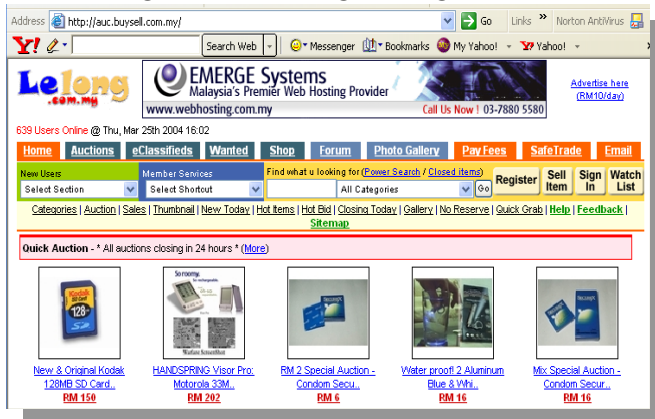 Address http://auc.buysell.com.my/ Go Links » Norton AntiVirus
Y! Search Web Messenger Bookmarks My Yahoo! Yahoo!
Lelong
.com.my
EMERGE Systems
Malaysia's Premier Web Hosting Provider
www.webhosting.com.my Call Us Now ! 03-7880 5580
Advertise here
(RM10/day)
639 Users Online @ Thu, Mar 25th 2004 16:02
Home Auctions eClassifieds Wanted Shop Forum Photo Gallery Pay Fees SafeTrade Email
New Users Member Services Find what u looking for (Power Search / Closed items)
Select Section Select Shortcut All Categories Go Register Sell Item Sign In Watch List
Categories | Auction | Sales | Thumbnail | New Today | Hot Items | Hot Bid | Closing Today | Gallery | No Reserve | Quick Grab | Help | Feedback |
Sitemap
Quick Auction - * All auctions closing in 24 hours * (More)
Kodak
SD Card
128
So roomy.
New & Original Kodak
128MB SD Card..
RM 150
HANDSPRING Visor Pro:
Motorola 33M..
RM 202
RM 2 Special Auction -
Condom Secu..
RM 6
Water proof! 2 Aluminum
Blue & Whi..
RM 16
Mix Special Auction -
Condom Secur..
RM 16